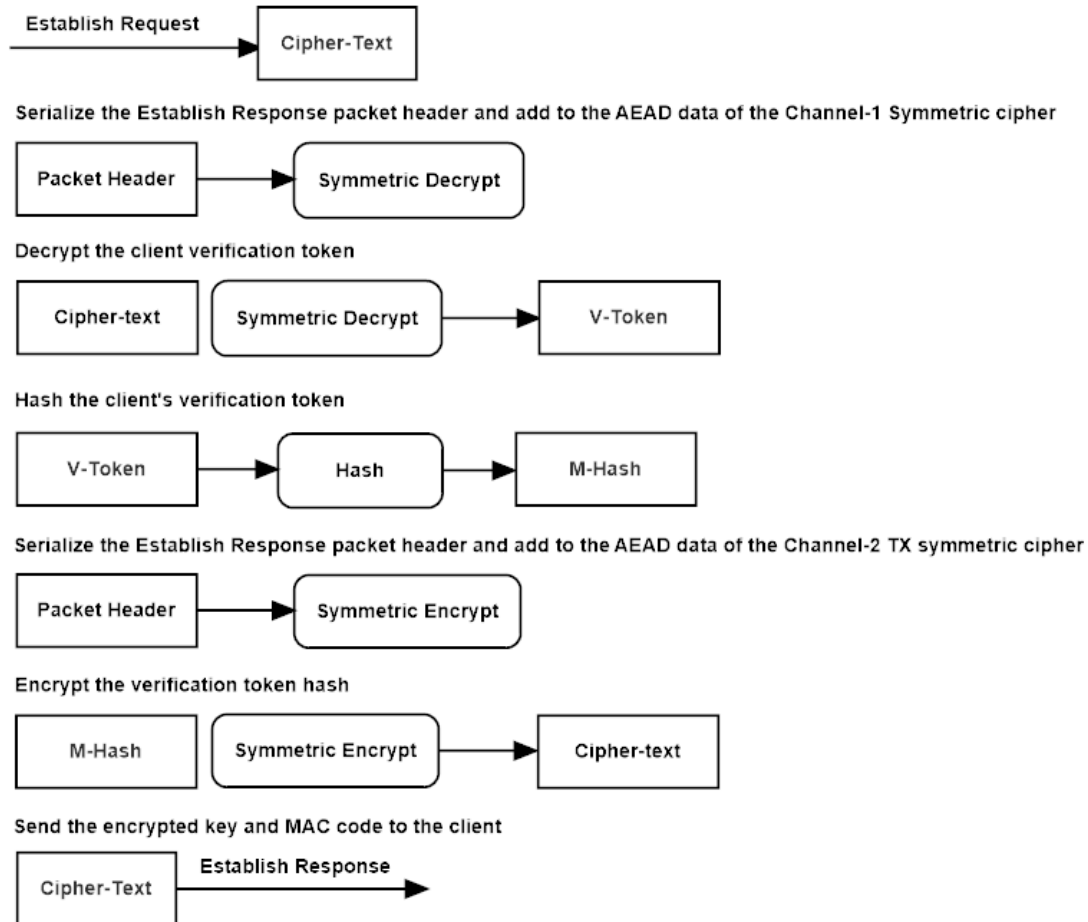 Establish Request
Cipher-Text
Serialize the Establish Response packet header and add to the AEAD data of the Channel-1 Symmetric cipher
Packet Header
Symmetric Decrypt
Decrypt the client verification token
Cipher-text
Symmetric Decrypt
V-Token
Hash the client's verification token
V-Token
Hash
M-Hash
Serialize the Establish Response packet header and add to the AEAD data of the Channel-2 TX symmetric cipher
Packet Header
Symmetric Encrypt
Encrypt the verification token hash
M-Hash
Symmetric Encrypt
Cipher-text
Send the encrypted key and MAC code to the client
Cipher-Text
Establish Response